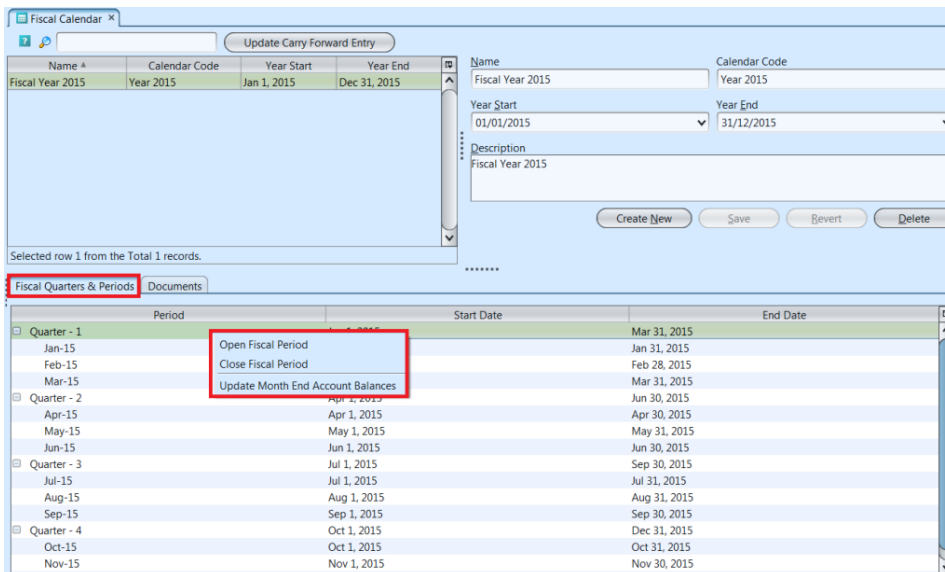 Fiscal Calendar ×
? Update Carry Forward Entry
Name Calendar Code Year Start Year End
Fiscal Year 2015 Year 2015 Jan 1, 2015 Dec 31, 2015
Selected row 1 from the Total 1 records.
Name Calendar Code
Fiscal Year 2015 Year 2015
Year Start Year End
01/01/2015 31/12/2015
Description
Fiscal Year 2015
Create New Save Revert Delete
Fiscal Quarters & Periods Documents
Period Start Date End Date
Quarter - 1 Mar 31, 2015
Jan-15 Jan 31, 2015
Feb-15 Feb 28, 2015
Mar-15 Mar 31, 2015
Open Fiscal Period
Close Fiscal Period
Update Month End Account Balances
Quarter - 2 Apr 1, 2015 Jun 30, 2015
Apr-15 Apr 1, 2015 Apr 30, 2015
May-15 May 1, 2015 May 31, 2015
Jun-15 Jun 1, 2015 Jun 30, 2015
Quarter - 3 Jul 1, 2015 Sep 30, 2015
Jul-15 Jul 1, 2015 Jul 31, 2015
Aug-15 Aug 1, 2015 Aug 31, 2015
Sep-15 Sep 1, 2015 Sep 30, 2015
Quarter - 4 Oct 1, 2015 Dec 31, 2015
Oct-15 Oct 1, 2015 Oct 31, 2015
Nov-15 Nov 1, 2015 Nov 30, 2015